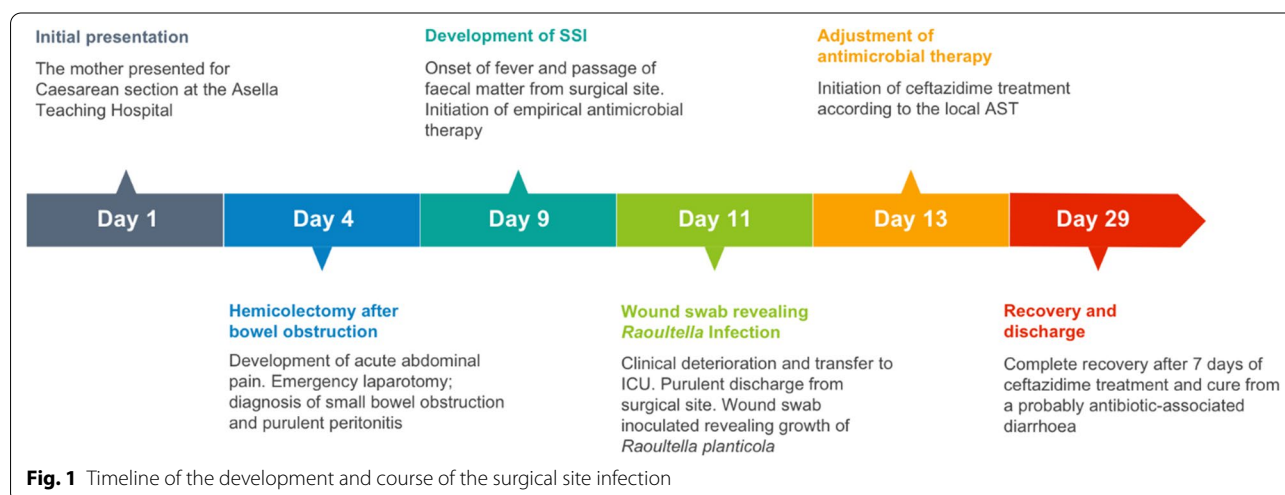 Initial presentation
The mother presented for
Caesarean section at the Asella
Teaching Hospital
Development of SSI
Onset of fever and passage of
faecal matter from surgical site.
Initiation of empirical antimicrobial
therapy
Adjustment of
antimicrobial therapy
Initiation of ceftazidime treatment
according to the local AST
Day 1
Day 4
Day 9
Day 11
Day 13
Day 29
Hemicolectomy after
bowel obstruction
Development of acute abdominal
pain. Emergency laparotomy;
diagnosis of small bowel obstruction
and purulent peritonitis
Wound swab revealing
Raoultella Infection
Clinical deterioration and transfer to
ICU. Purulent discharge from
surgical site. Wound swab
inoculated revealing growth of
Raoultella planticola
Recovery and
discharge
Complete recovery after 7 days of
ceftazidime treatment and cure from
a probably antibiotic-associated
diarrhoea
Fig. 1 Timeline of the development and course of the surgical site infection